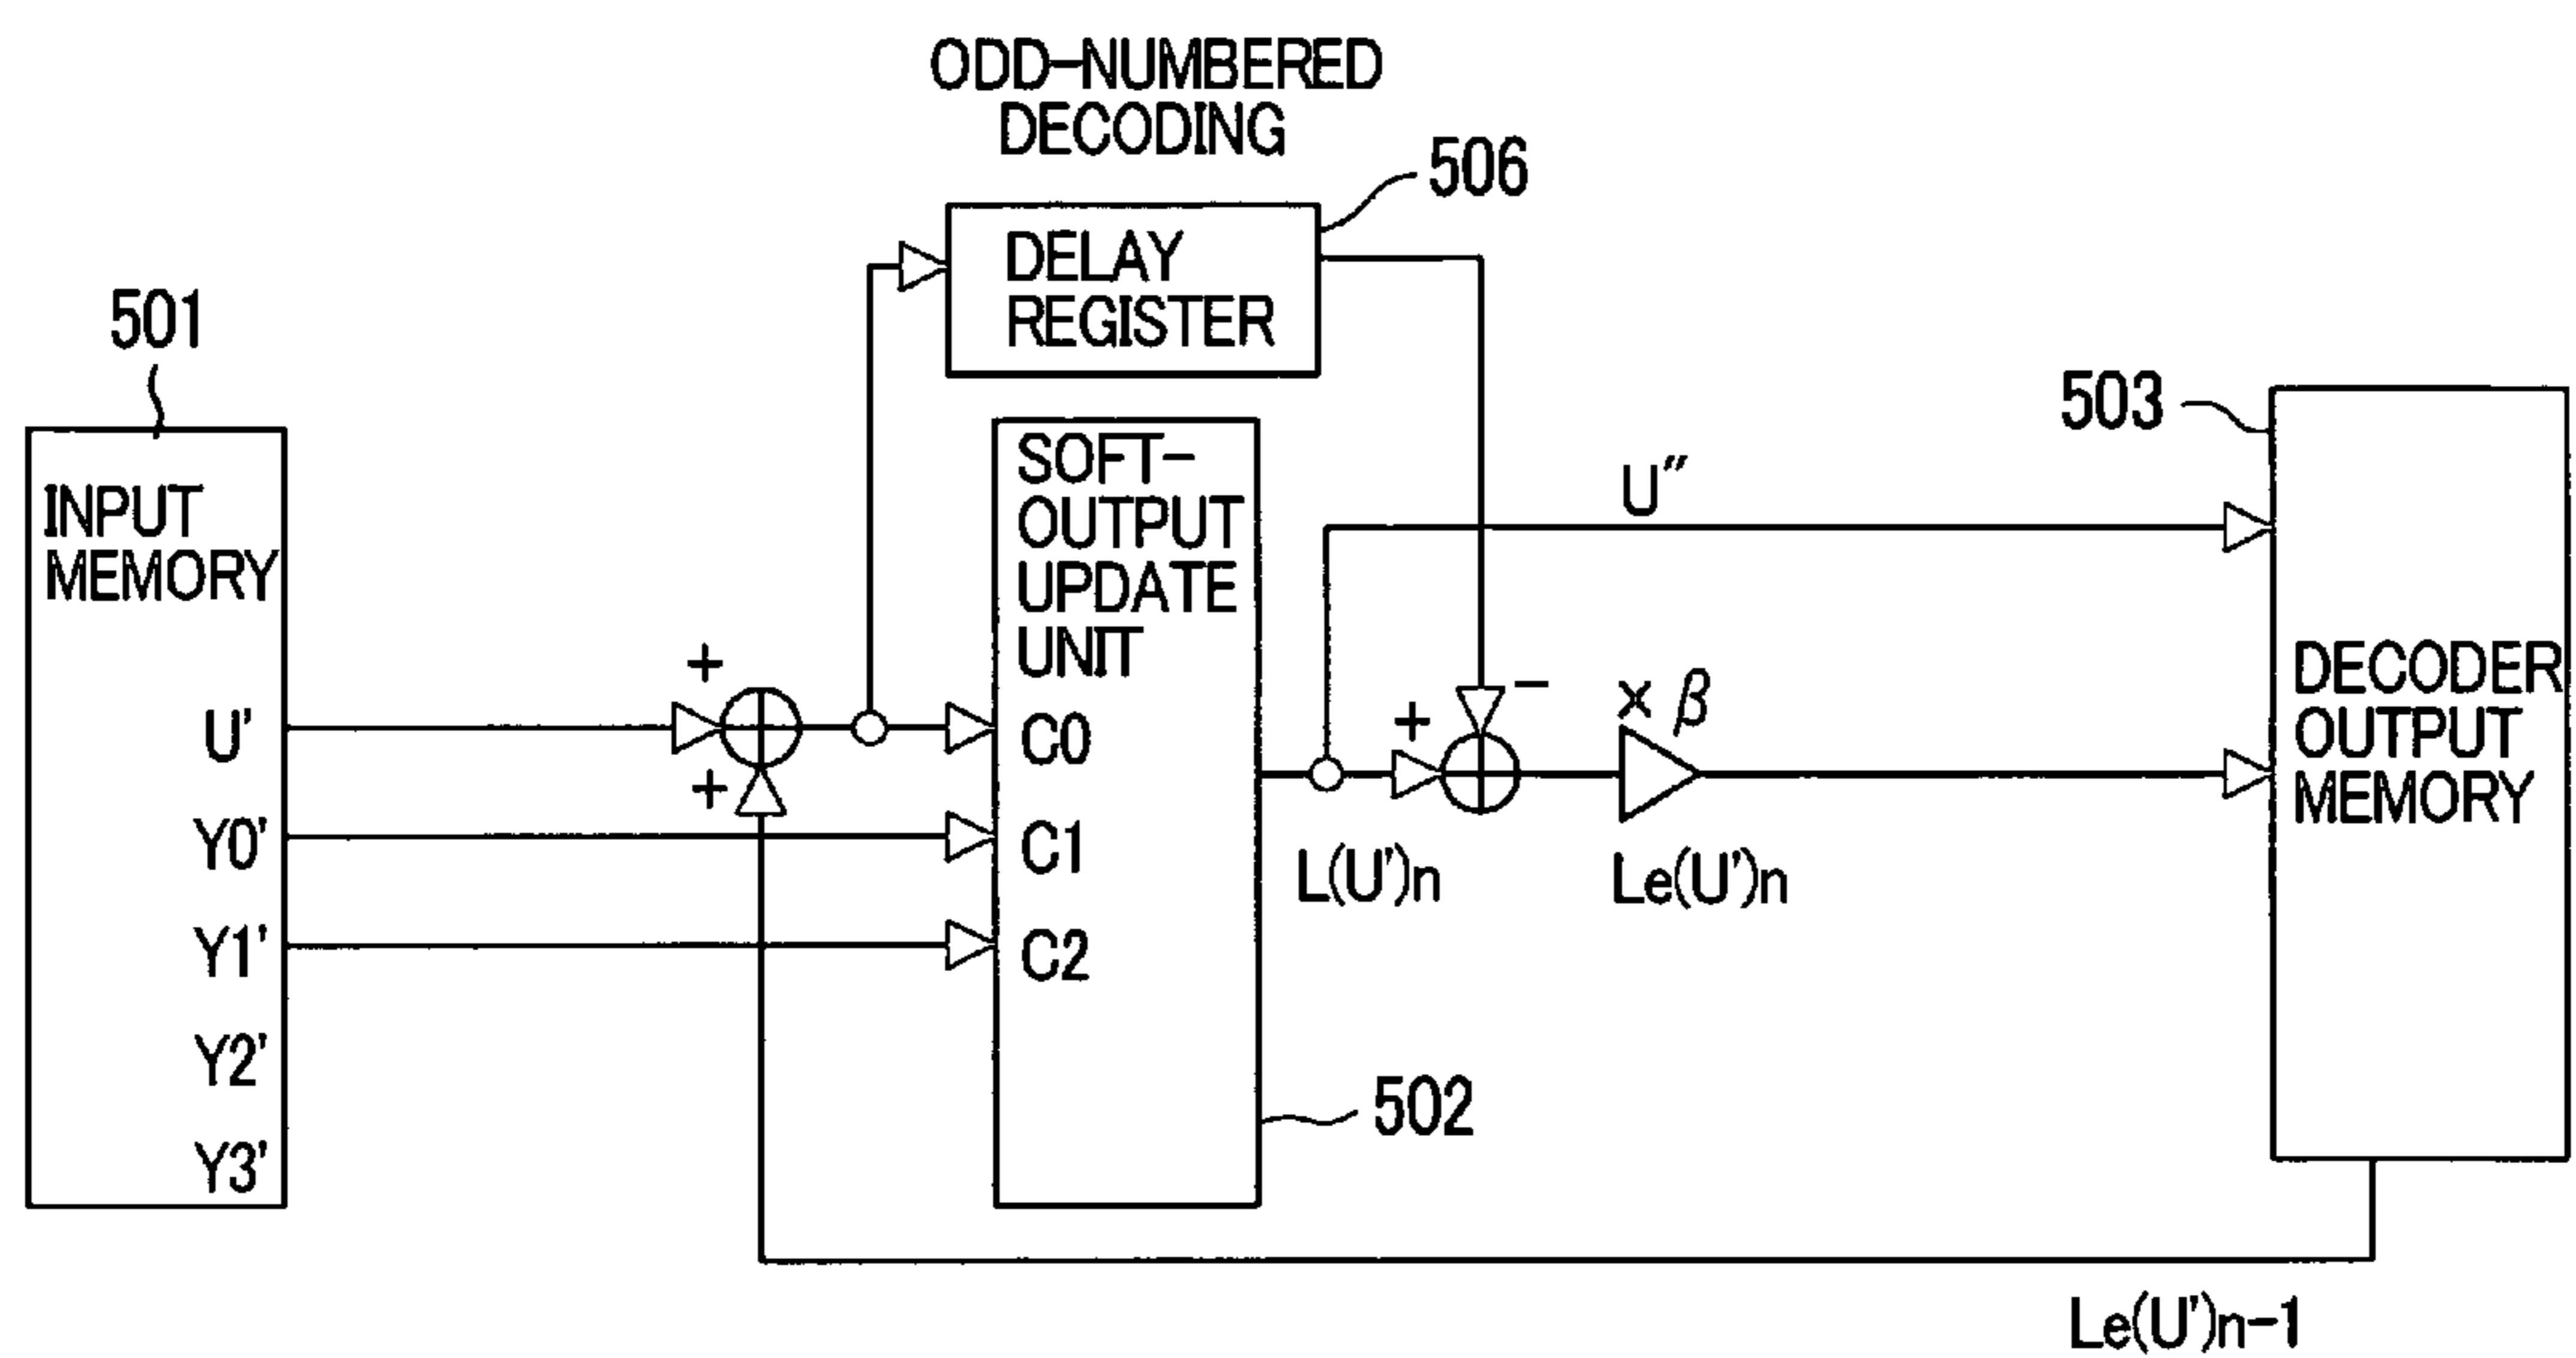 ODD-NUMBERED
DECODING
506
DELAY
REGISTER
501
503
INPUT
MEMORY
SOFT-
OUTPUT
UPDATE
UNIT
U"
DECODER
OUTPUT
MEMORY
+
+
U'
C0
+
-
× β
Y0'
C1
L(U')n
Le(U')n
Y1'
C2
Y2'
Y3'
502
Le(U')n-1